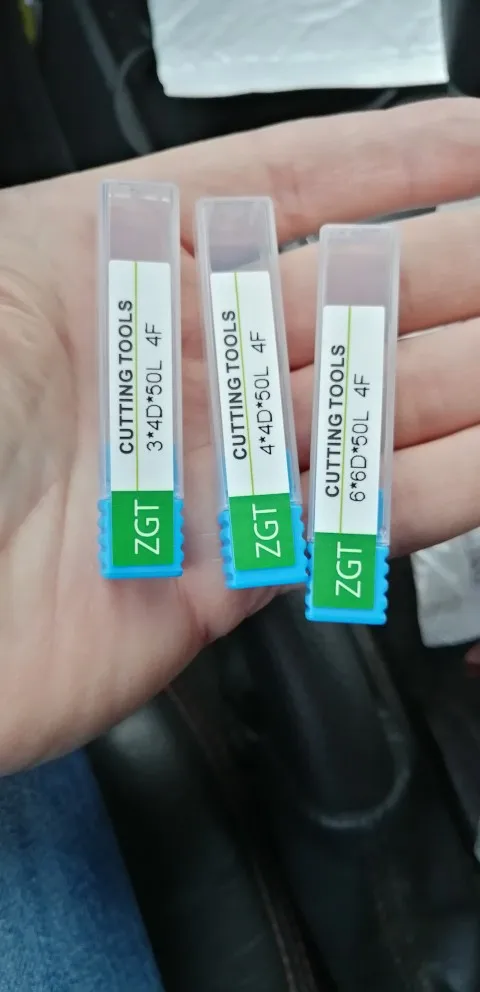 CUTTING TOOLS
3*4D*50L 4F
ZGT
CUTTING TOOLS
4*4D*50L 4F
ZGT
CUTTING TOOLS
6*6D*50L 4F
ZGT